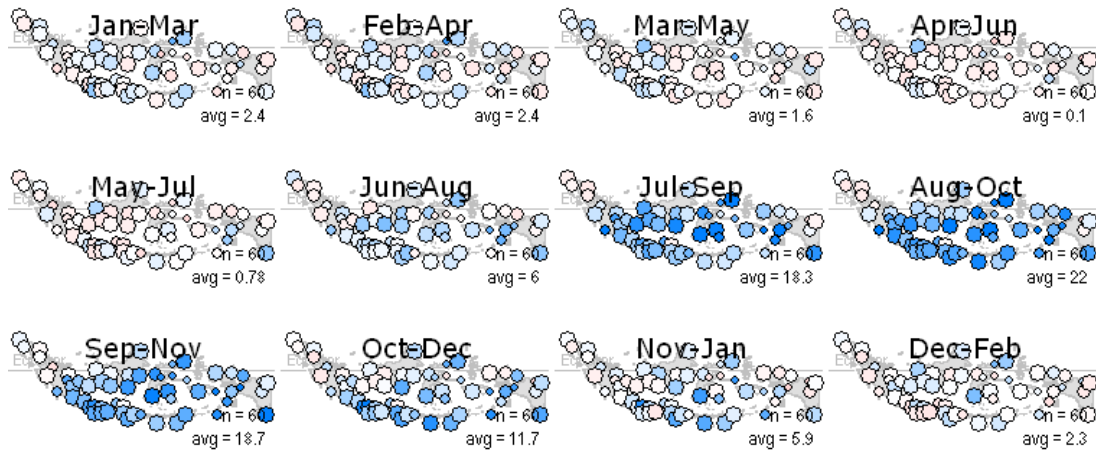 Jan-Mar
n = 60
avg = 2.4
Feb-Apr
n = 60
avg = 2.4
Mar-May
n = 60
avg = 1.6
Apr-Jun
n = 60
avg = 0.1
May-Jul
n = 60
avg = 0.78
Jun-Aug
n = 60
avg = 6
Jul-Sep
n = 60
avg = 18.3
Aug-Oct
n = 60
avg = 22
Sep-Nov
n = 60
avg = 18.7
Oct-Dec
n = 60
avg = 11.7
Nov-Jan
n = 60
avg = 5.9
Dec-Feb
n = 60
avg = 2.3